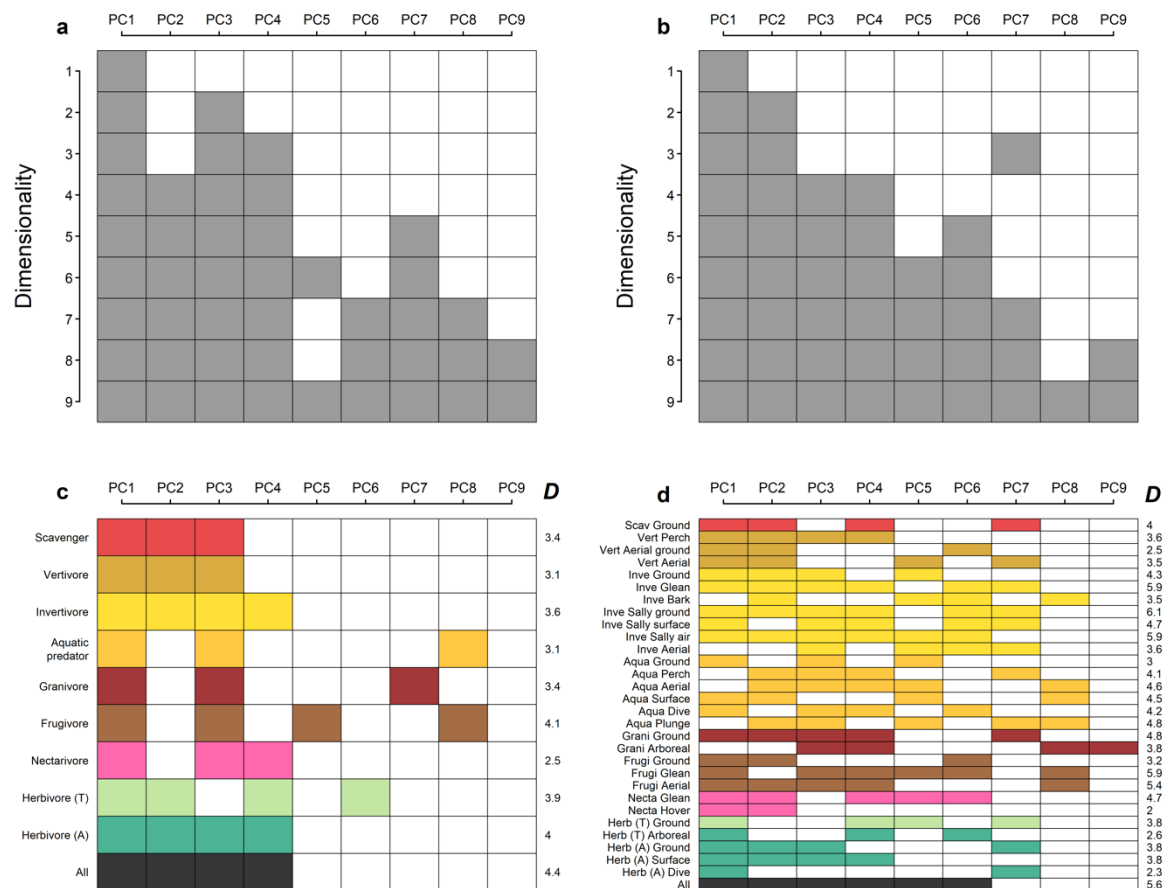 a
PC1 PC2 PC3 PC4 PC5 PC6 PC7 PC8 PC9
Dimensionality
1
2
3
4
5
6
7
8
9
b
PC1 PC2 PC3 PC4 PC5 PC6 PC7 PC8 PC9
Dimensionality
1
2
3
4
5
6
7
8
9
c
PC1 PC2 PC3 PC4 PC5 PC6 PC7 PC8 PC9 D
Scavenger 3.4
Vertivore 3.1
Invertivore 3.6
Aquatic
predator 3.1
Granivore 3.4
Frugivore 4.1
Nectarivore 2.5
Herbivore (T) 3.9
Herbivore (A) 4
All 4.4
d
PC1 PC2 PC3 PC4 PC5 PC6 PC7 PC8 PC9 D
Scav Ground 4
Vert Perch 3.6
Vert Aerial ground 2.5
Vert Aerial 3.5
Inve Ground 4.3
Inve Glean 5.9
Inve Bark 3.5
Inve Sally ground 6.1
Inve Sally surface 4.7
Inve Sally air 5.9
Inve Aerial 3.6
Aqua Ground 3
Aqua Perch 4.1
Aqua Aerial 4.6
Aqua Surface 4.5
Aqua Dive 4.2
Aqua Plunge 4.8
Grani Ground 4.8
Grani Arboreal 3.8
Frugi Ground 3.2
Frugi Glean 5.9
Frugi Aerial 5.4
Necta Glean 4.7
Necta Hover 2
Herb (T) Ground 3.8
Herb (T) Arboreal 2.6
Herb (A) Ground 3.8
Herb (A) Surface 3.8
Herb (A) Dive 2.3
All 5.6